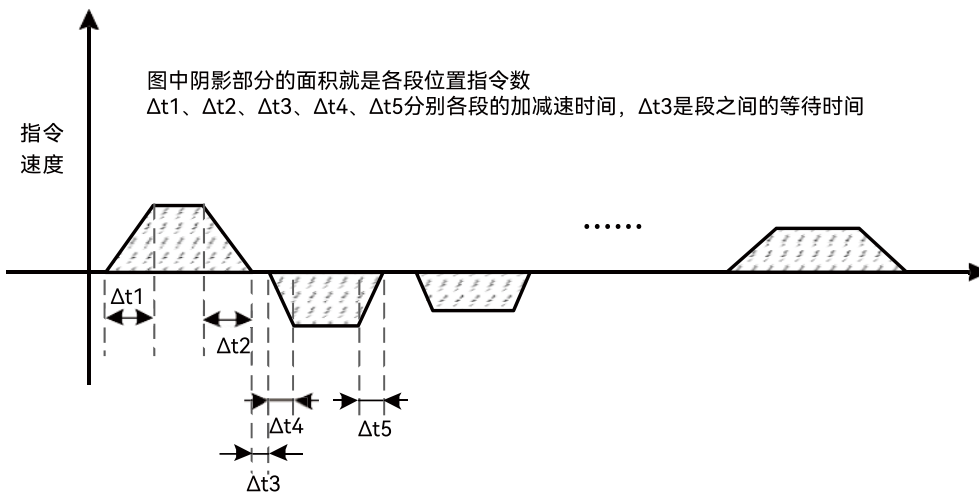 图中阴影部分的面积就是各段位置指令数
Δt1、Δt2、Δt3、Δt4、Δt5分别各段的加减速时间，Δt3是段之间的等待时间
指令
速度
......
Δt1
Δt2
Δt4
Δt5
Δt3